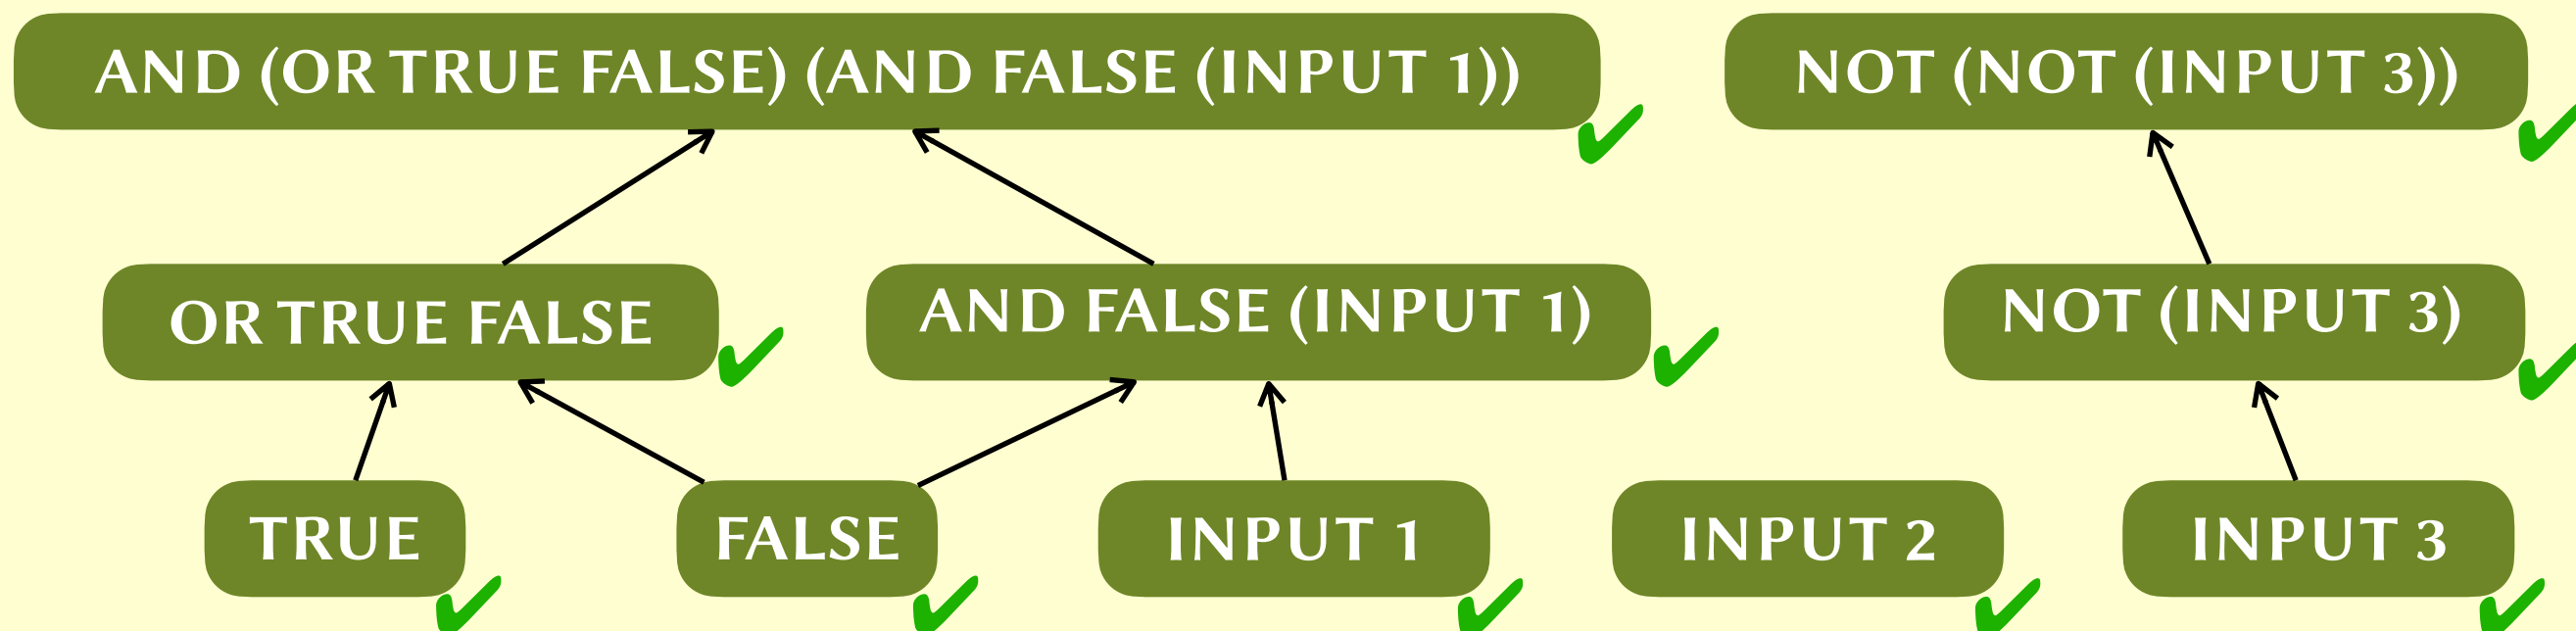 AND (OR TRUE FALSE) (AND FALSE (INPUT 1))
NOT (NOT (INPUT 3))
OR TRUE FALSE
AND FALSE (INPUT 1)
NOT (INPUT 3)
TRUE
FALSE
INPUT 1
INPUT 2
INPUT 3